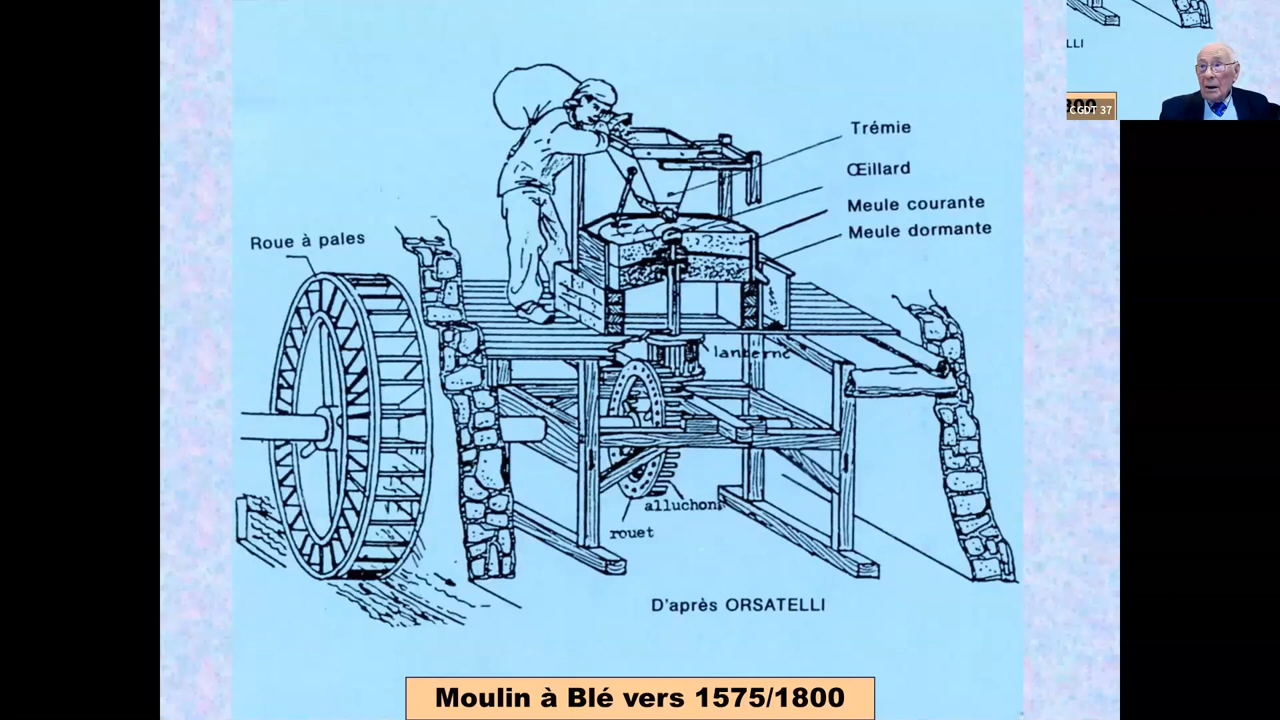 LLI
800
CGDT 37
Trémie
Œillard
Meule courante
Meule dormante
Roue à pales
lanterne
alluchons
rouet
D'après ORSATELLI
Moulin à Blé vers 1575/1800